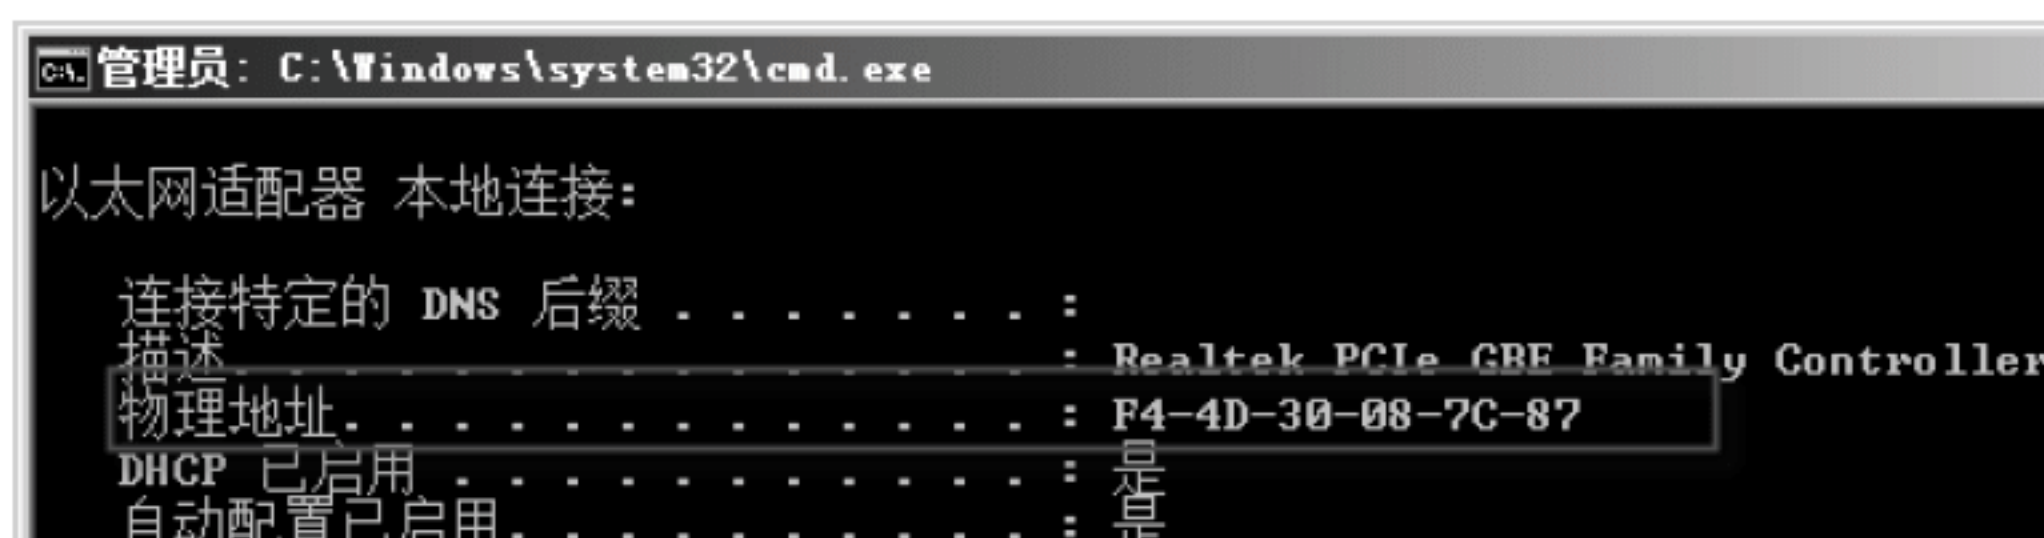 管理员: C:\Windows\system32\cmd.exe
以太网适配器 本地连接:
连接特定的 DNS 后缀 . . . . . . . :
描述. . . . . . . . . . . . . . . : Realtek PCIe GBE Family Controller
物理地址. . . . . . . . . . . . . : F4-4D-30-08-7C-87
DHCP 已启用 . . . . . . . . . . . : 是
自动配置已启用. . . . . . . . . . : 是